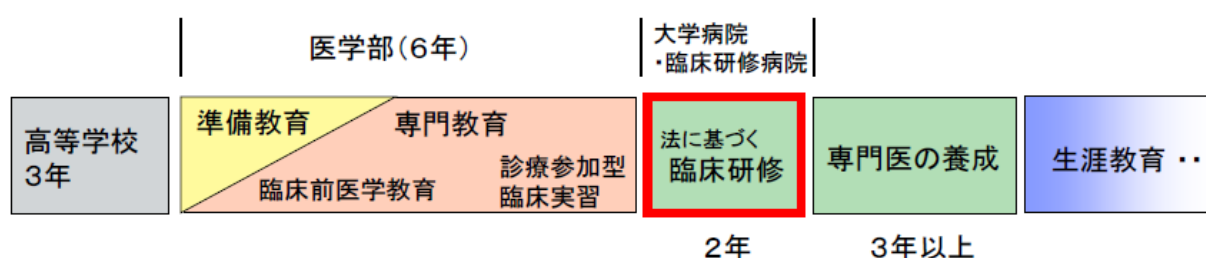 医学部（６年）
大学病院
・臨床研修病院
高等学校
３年
準備教育
専門教育
臨床前医学教育
診療参加型
臨床実習
法に基づく
臨床研修
専門医の養成
生涯教育 ・・
２年
３年以上